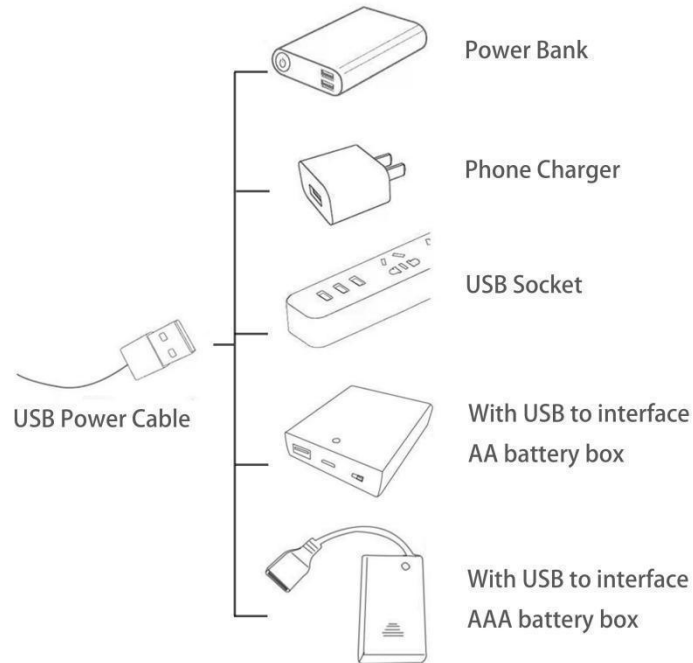 Power Bank
Phone Charger
USB Socket
USB Power Cable
With USB to interface
AA battery box
With USB to interface
AAA battery box